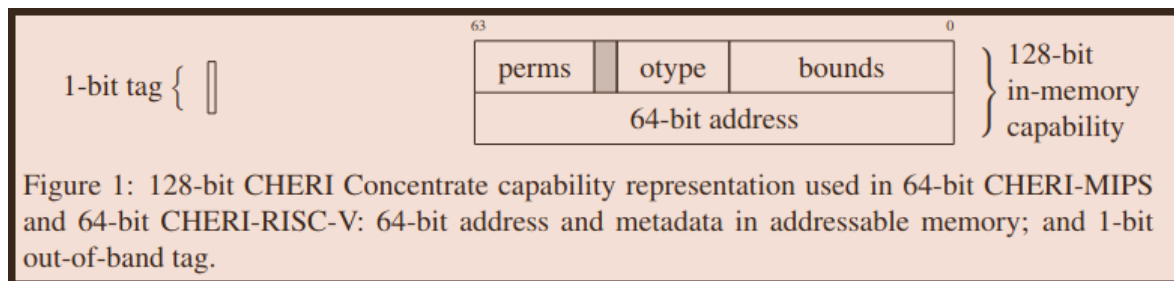 63 0
1-bit tag { perms otype bounds } 128-bit
in-memory
64-bit address capability
Figure 1: 128-bit CHERI Concentrate capability representation used in 64-bit CHERI-MIPS
and 64-bit CHERI-RISC-V: 64-bit address and metadata in addressable memory; and 1-bit
out-of-band tag.